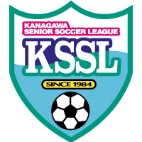 KANAGAWA
SENIOR SOCCER LEAGUE
KSSL
SINCE 1984